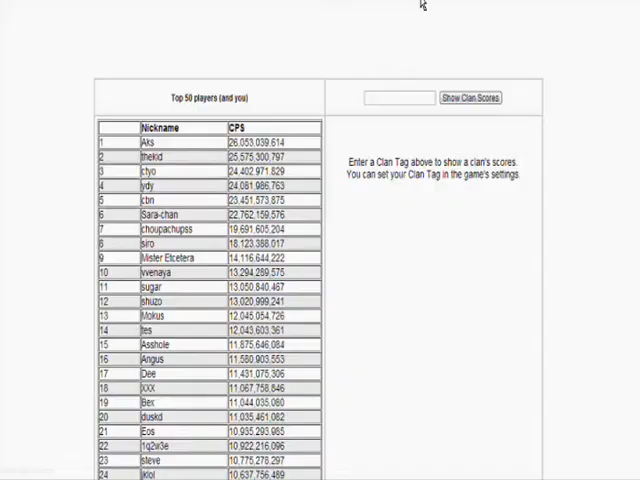 Top 50 players (and you)
Show Clan Scores
Nickname CPS
1 Aks 26,053,039,614
2 thekid 25,575,300,797
3 ctyo 24,402,971,829
4 ydy 24,081,986,763
5 cbn 23,451,573,875
6 Sara-chan 22,762,159,576
7 choupachupss 19,691,605,204
8 siro 18,123,388,017
9 Mister Etcetera 14,116,644,222
10 vvenaya 13,294,289,575
11 sugar 13,050,840,467
12 shuzo 13,020,999,241
13 Mokus 12,045,054,726
14 tes 12,043,603,361
15 Asshole 11,875,646,084
16 Angus 11,580,903,553
17 Dee 11,431,075,306
18 XXX 11,067,758,846
19 Bex 11,044,035,080
20 duskd 11,035,461,082
21 Eos 10,935,293,985
22 1q2w3e 10,922,216,096
23 steve 10,775,278,297
24 jklol 10,637,756,489
Enter a Clan Tag above to show a clan's scores.
You can set your Clan Tag in the game's settings.